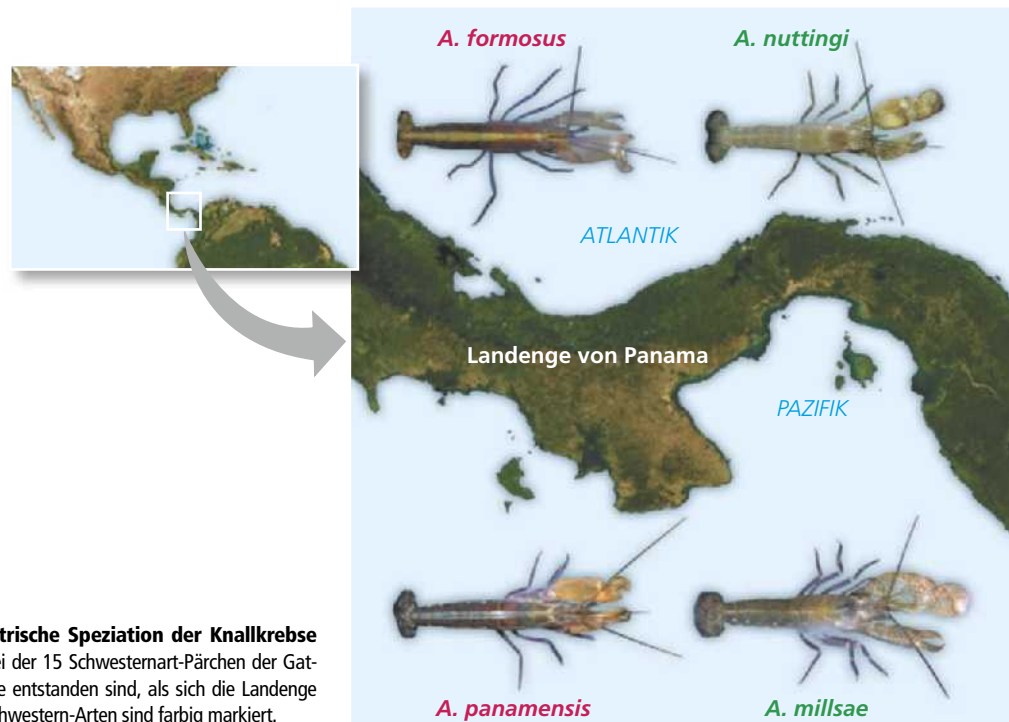 A. formosus
A. nuttingi
ATLANTIK
Landenge von Panama
PAZIFIK
A. panamensis
A. millsae
trische Speziation der Knallkrebse
ei der 15 Schwesternart-Pärchen der Gat-
e entstanden sind, als sich die Landenge
hwestern-Arten sind farbig markiert.